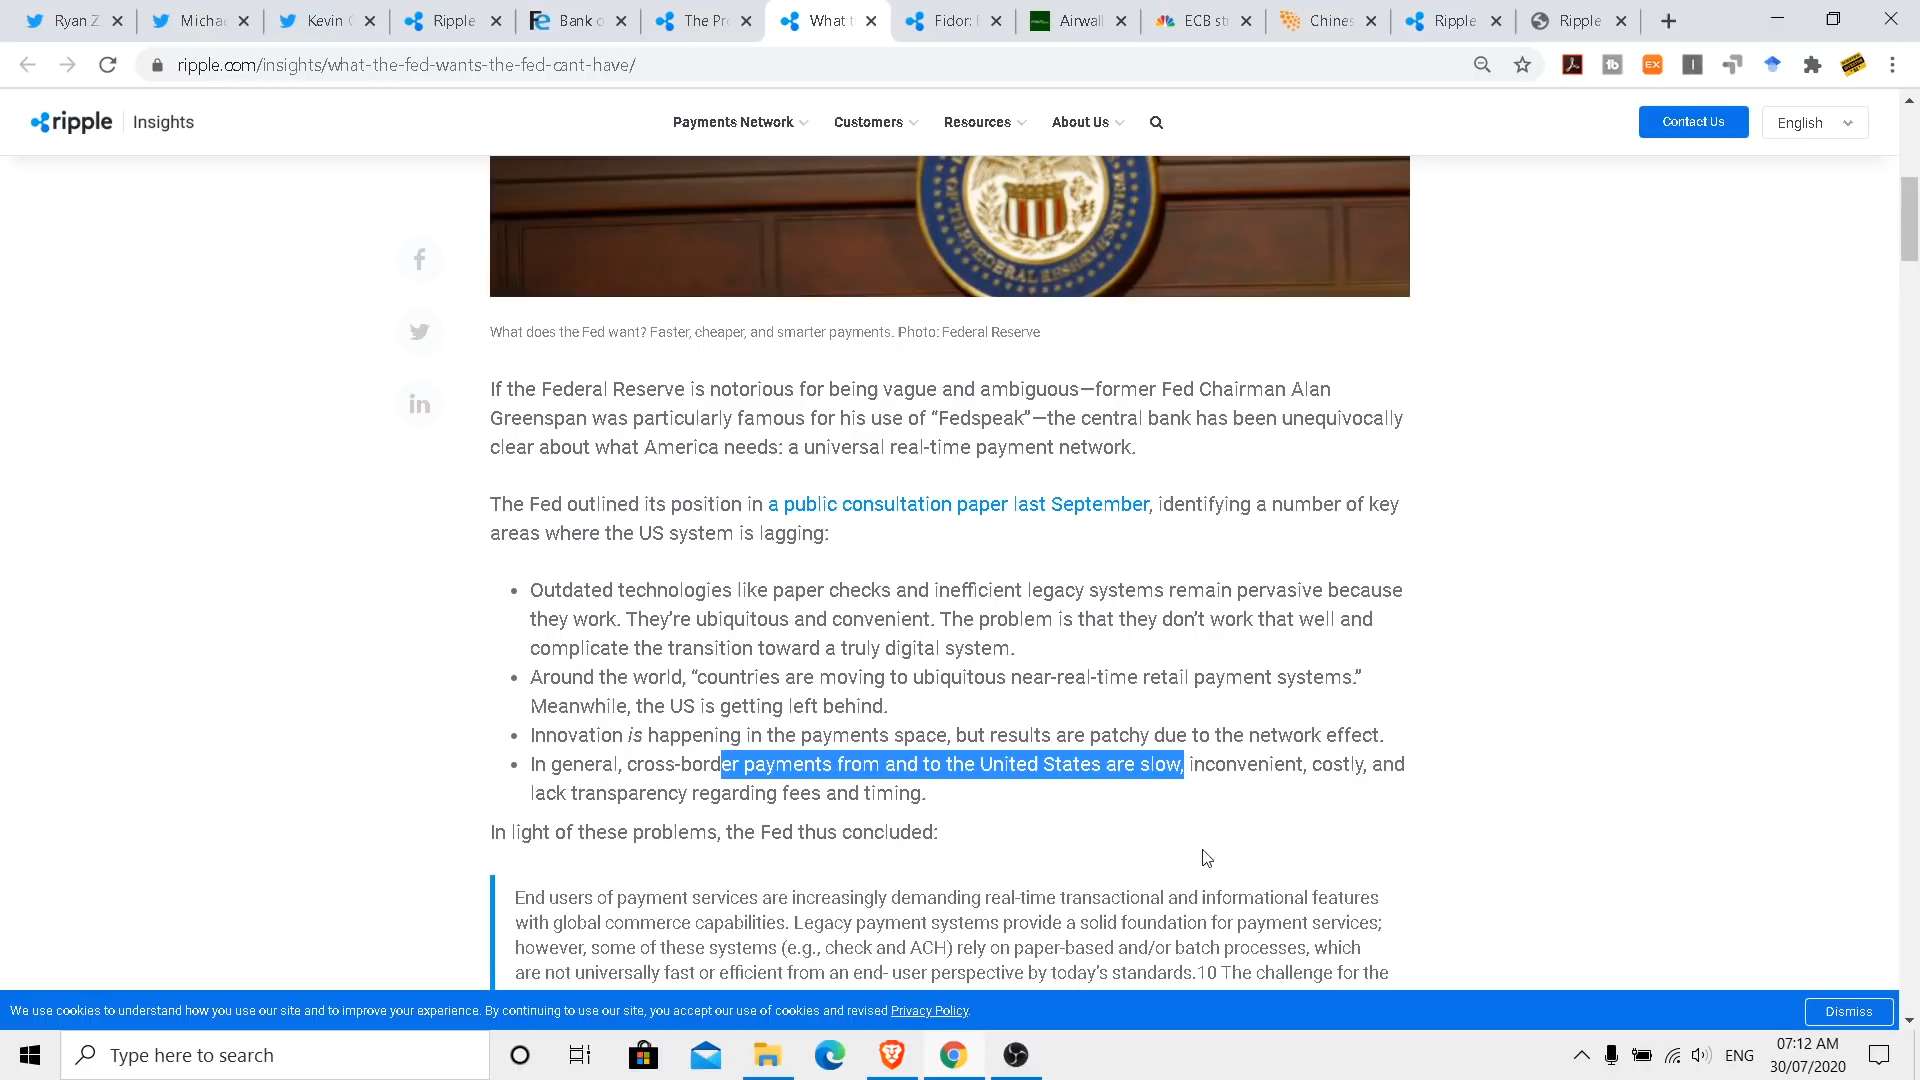 Ryan Z
Michae
Kevin
Ripple
Bank o
The Pr
What t
Fidor:
Airwall
ECB st
Chines
Ripple
Ripple
ripple.com/insights/what-the-fed-wants-the-fed-cant-have/
ripple Insights
Payments Network
Customers
Resources
About Us
Contact Us
English
What does the Fed want? Faster, cheaper, and smarter payments. Photo: Federal Reserve
If the Federal Reserve is notorious for being vague and ambiguous—former Fed Chairman Alan
Greenspan was particularly famous for his use of “Fedspeak”—the central bank has been unequivocally
clear about what America needs: a universal real-time payment network.
The Fed outlined its position in a public consultation paper last September, identifying a number of key
areas where the US system is lagging:
• Outdated technologies like paper checks and inefficient legacy systems remain pervasive because
they work. They’re ubiquitous and convenient. The problem is that they don’t work that well and
complicate the transition toward a truly digital system.
• Around the world, “countries are moving to ubiquitous near-real-time retail payment systems.”
Meanwhile, the US is getting left behind.
• Innovation is happening in the payments space, but results are patchy due to the network effect.
• In general, cross-border payments from and to the United States are slow, inconvenient, costly, and
lack transparency regarding fees and timing.
In light of these problems, the Fed thus concluded:
End users of payment services are increasingly demanding real-time transactional and informational features
with global commerce capabilities. Legacy payment systems provide a solid foundation for payment services;
however, some of these systems (e.g., check and ACH) rely on paper-based and/or batch processes, which
are not universally fast or efficient from an end- user perspective by today’s standards.10 The challenge for the
We use cookies to understand how you use our site and to improve your experience. By continuing to use our site, you accept our use of cookies and revised Privacy Policy.
Dismiss
Type here to search
ENG
07:12 AM
30/07/2020